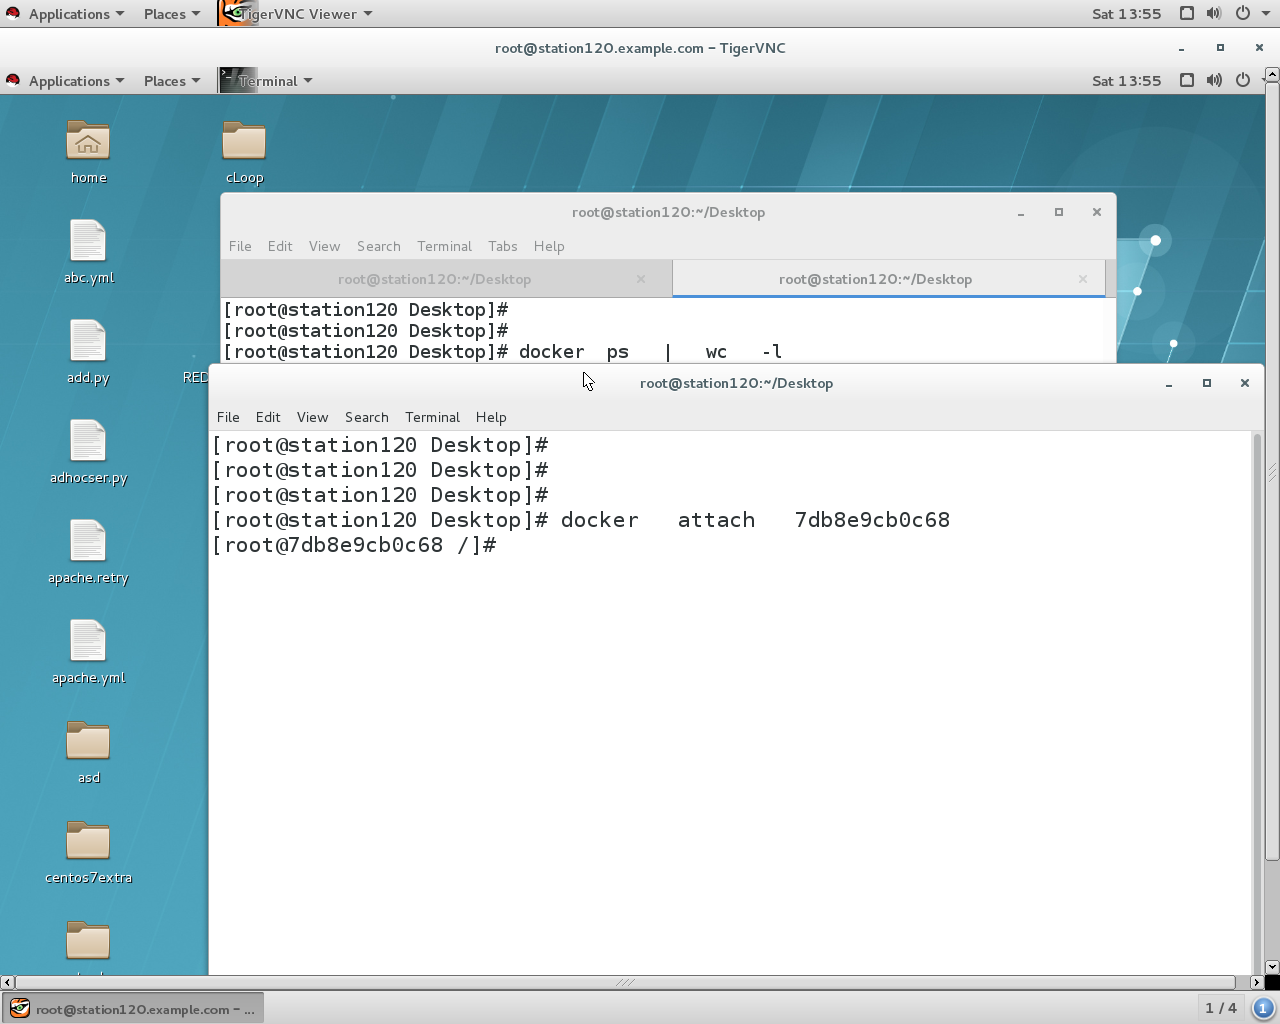 Applications Places TigerVNC Viewer Sat 13:55
root@station120.example.com - TigerVNC
Applications Places Terminal Sat 13:55
home
cLoop
abc.yml
add.py
RED
adhocser.py
apache.retry
apache.yml
asd
centos7extra
root@station120:~/Desktop
File Edit View Search Terminal Tabs Help
root@station120:~/Desktop root@station120:~/Desktop
[root@station120 Desktop]#
[root@station120 Desktop]#
[root@station120 Desktop]# docker ps | wc -l
root@station120:~/Desktop
File Edit View Search Terminal Help
[root@station120 Desktop]#
[root@station120 Desktop]#
[root@station120 Desktop]#
[root@station120 Desktop]# docker attach 7db8e9cb0c68
[root@7db8e9cb0c68 /]#
root@station120.example.com - ... 1 / 4 1